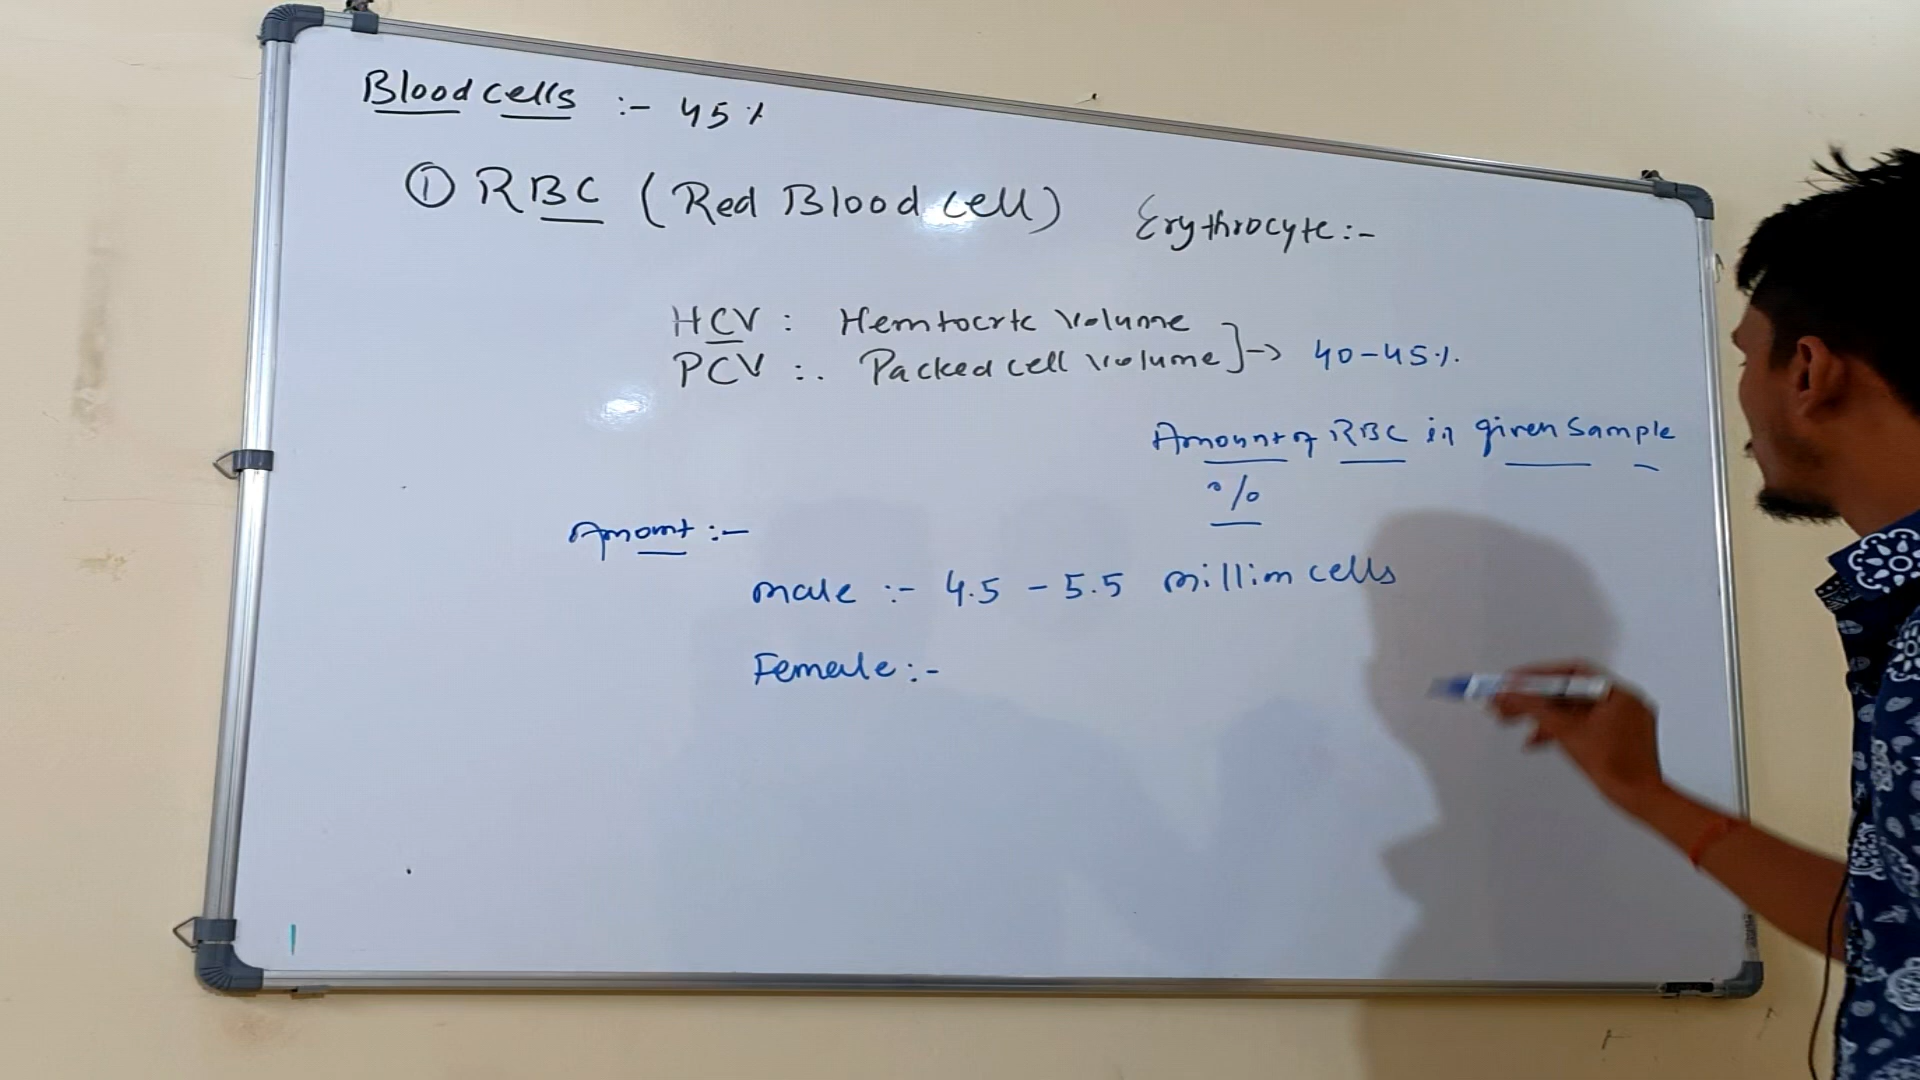 Blood cells :- 45%
① RBC (Red Blood cell) Erythrocyte :-
HCV : Hemtocrtc Volume
PCV :. Packed cell Volume ]-> 40-45%.
Amount of RBC in given Sample
%
Amomt :-
male :- 4.5 - 5.5 millim cells
Female :-